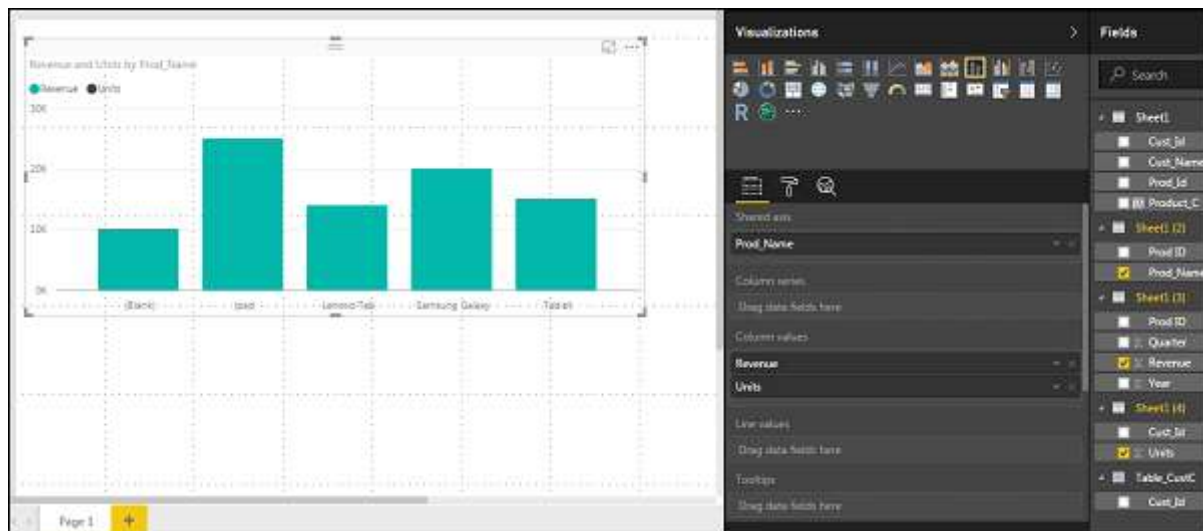 Revenue and Units by Prod_Name
Revenue Units
30K
20K
10K
0K
(Blank) Ipad Lenovo Tab Samsung Galaxy Tablet
Page 1 +
Visualizations >
R ...
Shared axis
Prod_Name
Column series
Drag data fields here
Column values
Revenue
Units
Line values
Drag data fields here
Tooltips
Drag data fields here
Fields
Search
Sheet1
Cust_Id
Cust_Name
Prod_Id
Product_C
Sheet1 (2)
Prod ID
Prod_Name
Sheet1 (3)
Prod ID
Σ Quarter
Σ Revenue
Σ Year
Sheet1 (4)
Cust_Id
Σ Units
Table_CustC
Cust_Id